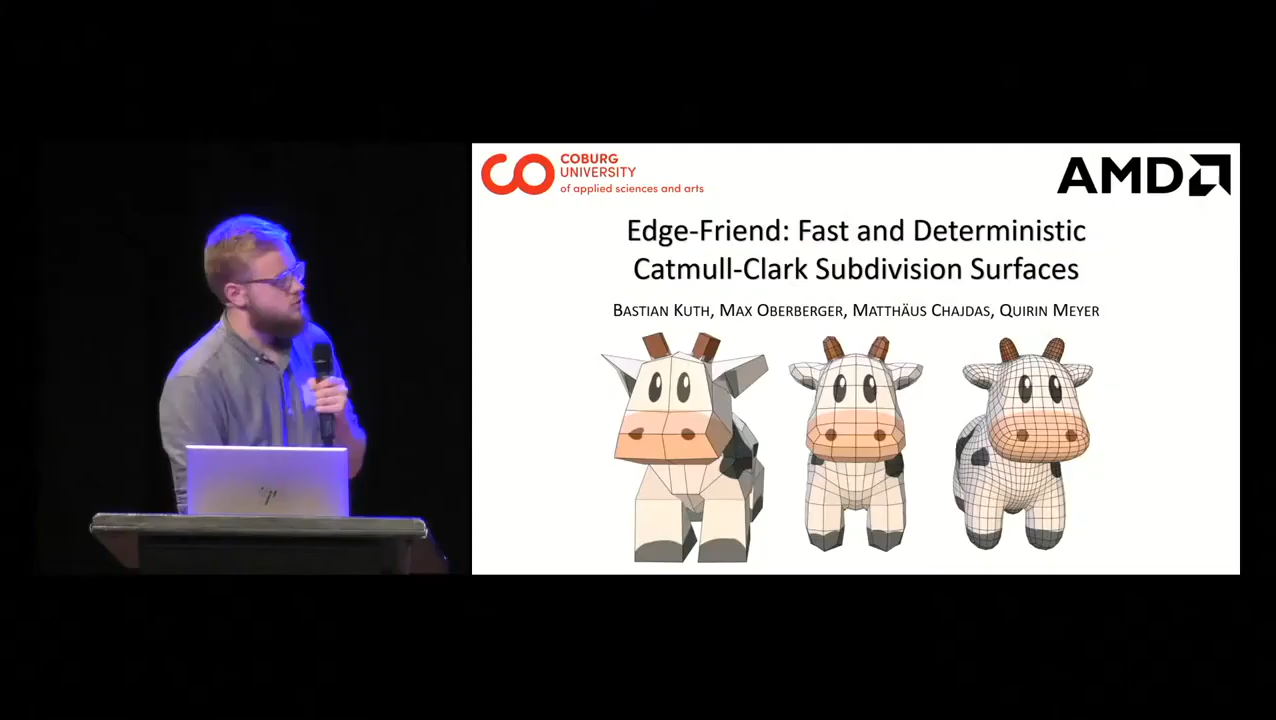 COBURG
UNIVERSITY
of applied sciences and arts
AMD
Edge-Friend: Fast and Deterministic
Catmull-Clark Subdivision Surfaces
BASTIAN KUTH, MAX OBERBERGER, MATTHÄUS CHAJDAS, QUIRIN MEYER
hp